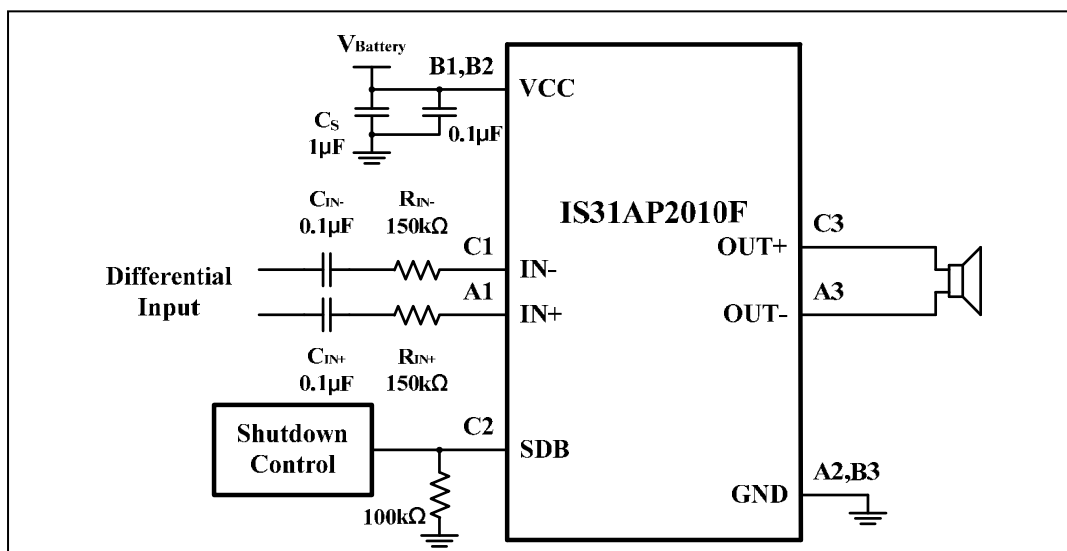 VBattery
B1,B2
VCC
CS
1µF
0.1µF
IS31AP2010F
CIN-
0.1µF
RIN-
150kΩ
C1
IN-
Differential
Input
A1
IN+
CIN+
0.1µF
RIN+
150kΩ
C3
OUT+
A3
OUT-
Shutdown
Control
C2
SDB
100kΩ
A2,B3
GND